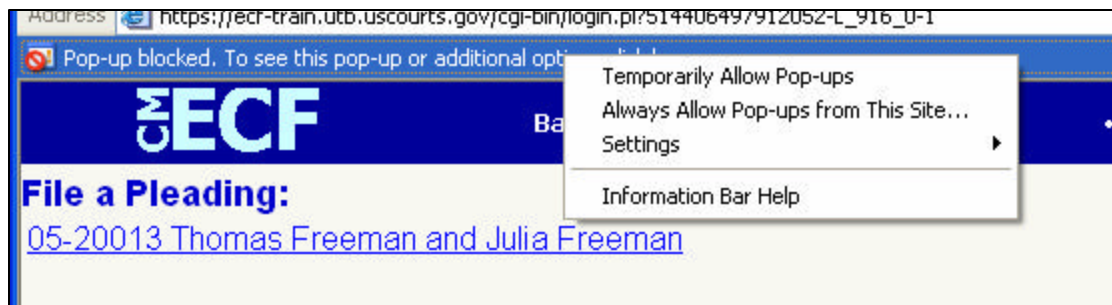 Address https://ecf-train.utb.uscourts.gov/cgi-bin/login.pl?514406497912052-L_916_0-1
Pop-up blocked. To see this pop-up or additional opt
Temporarily Allow Pop-ups
Always Allow Pop-ups from This Site...
Settings
Information Bar Help
CM ECF
Ba
File a Pleading:
05-20013 Thomas Freeman and Julia Freeman